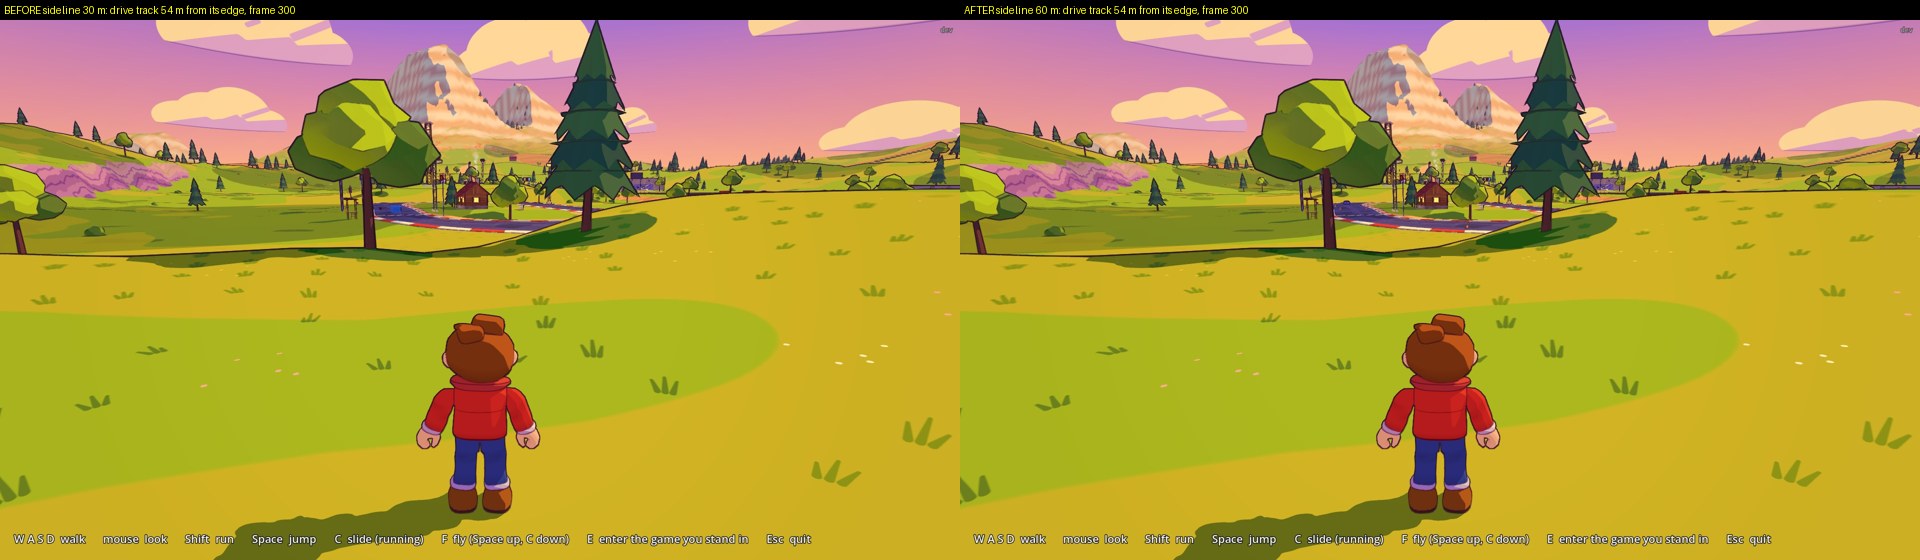 BEFORE sideline 30 m: drive track 54 m from its edge, frame 300
AFTER sideline 60 m: drive track 54 m from its edge, frame 300
dev
dev
W A S D walk mouse look Shift run Space jump C slide (running) F fly (Space up, C down) E enter the game you stand in Esc quit
W A S D walk mouse look Shift run Space jump C slide (running) F fly (Space up, C down) E enter the game you stand in Esc quit